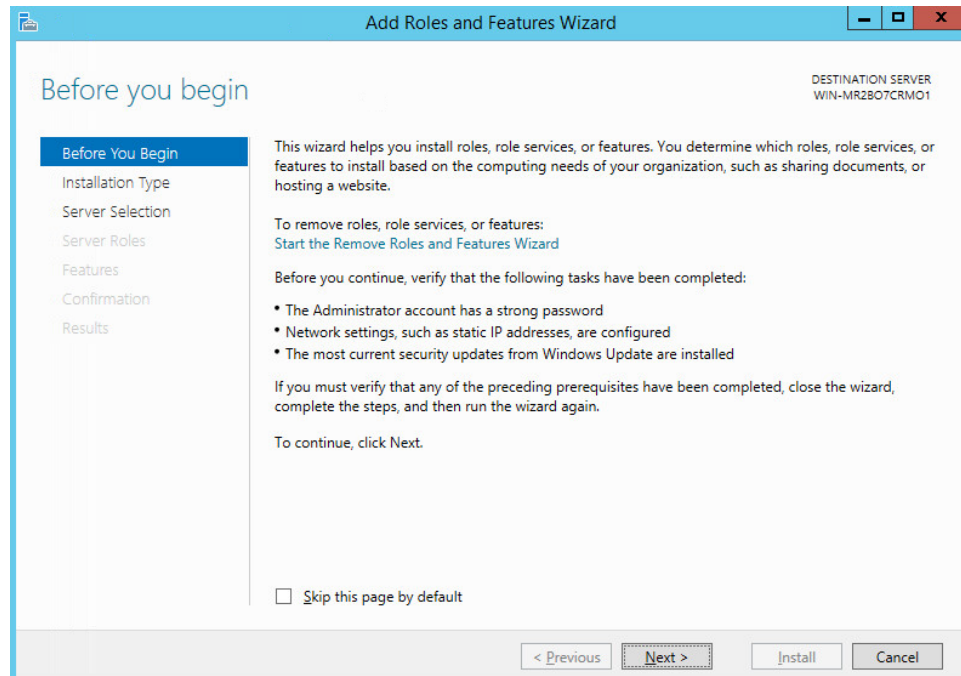 Add Roles and Features Wizard
Before you begin
DESTINATION SERVER
WIN-MR2BO7CRMO1
Before You Begin
Installation Type
Server Selection
Server Roles
Features
Confirmation
Results
This wizard helps you install roles, role services, or features. You determine which roles, role services, or
features to install based on the computing needs of your organization, such as sharing documents, or
hosting a website.
To remove roles, role services, or features:
Start the Remove Roles and Features Wizard
Before you continue, verify that the following tasks have been completed:
• The Administrator account has a strong password
• Network settings, such as static IP addresses, are configured
• The most current security updates from Windows Update are installed
If you must verify that any of the preceding prerequisites have been completed, close the wizard,
complete the steps, and then run the wizard again.
To continue, click Next.
Skip this page by default
< Previous
Next >
Install
Cancel